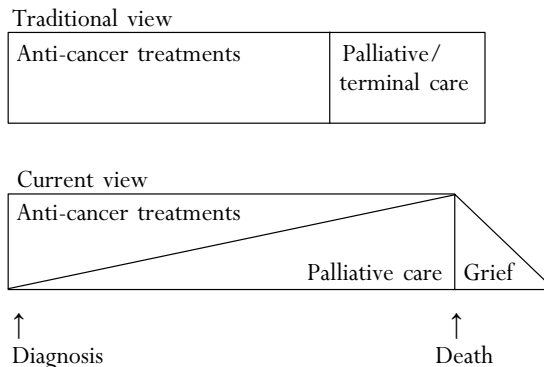 Traditional view
Anti-cancer treatments
Palliative/
terminal care
Current view
Anti-cancer treatments
Palliative care
Grief
↑
↑
Diagnosis
Death